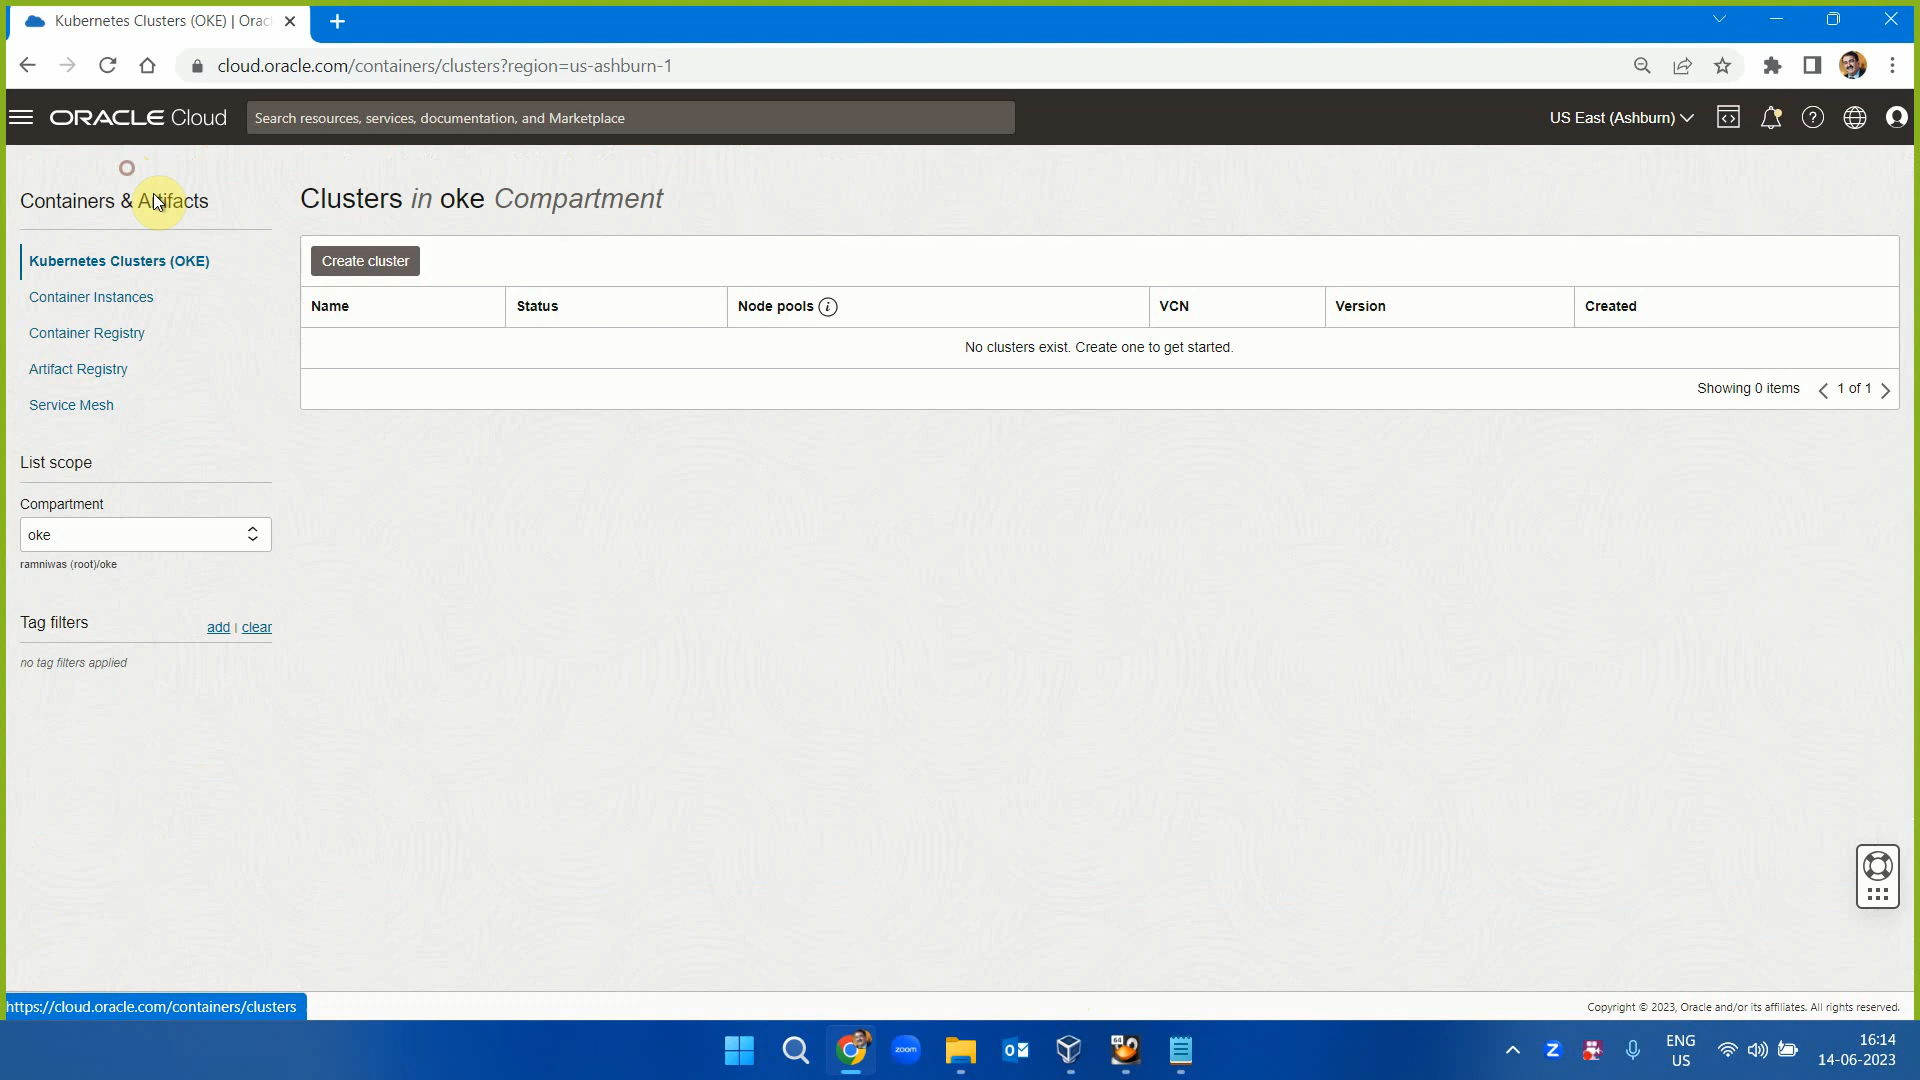 Kubernetes Clusters (OKE) | Orac
cloud.oracle.com/containers/clusters?region=us-ashburn-1
ORACLE Cloud
Search resources, services, documentation, and Marketplace
US East (Ashburn)
Containers & Artifacts
Kubernetes Clusters (OKE)
Container Instances
Container Registry
Artifact Registry
Service Mesh
List scope
Compartment
oke
ramniwas (root)/oke
Tag filters
add | clear
no tag filters applied
Clusters in oke Compartment
Create cluster
Name Status Node pools VCN Version Created
No clusters exist. Create one to get started.
Showing 0 items 1 of 1
https://cloud.oracle.com/containers/clusters
Copyright © 2023, Oracle and/or its affiliates. All rights reserved.
zoom
64
Z
ENG
US
16:14
14-06-2023